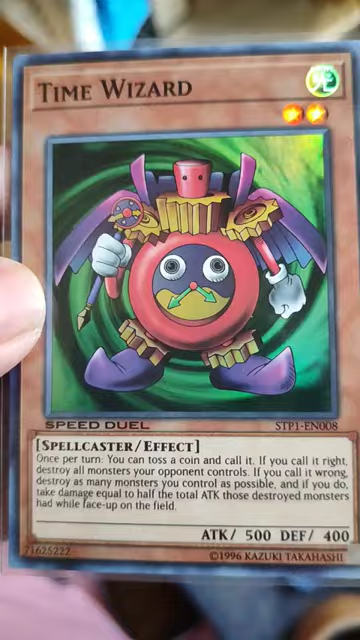 TIME WIZARD
光
SPEED DUEL
STP1-EN008
[SPELLCASTER/EFFECT]
Once per turn: You can toss a coin and call it. If you call it right,
destroy all monsters your opponent controls. If you call it wrong,
destroy as many monsters you control as possible, and if you do,
take damage equal to half the total ATK those destroyed monsters
had while face-up on the field.
ATK/ 500 DEF/ 400
71625222
©1996 KAZUKI TAKAHASHI